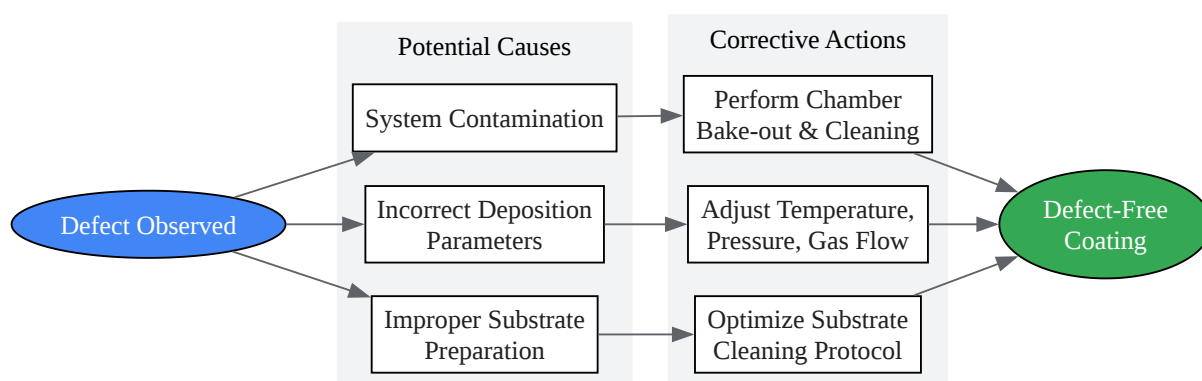 Potential Causes
Corrective Actions
Defect Observed
System Contamination
Perform Chamber
Bake-out & Cleaning
Incorrect Deposition
Parameters
Adjust Temperature,
Pressure, Gas Flow
Improper Substrate
Preparation
Optimize Substrate
Cleaning Protocol
Defect-Free
Coating